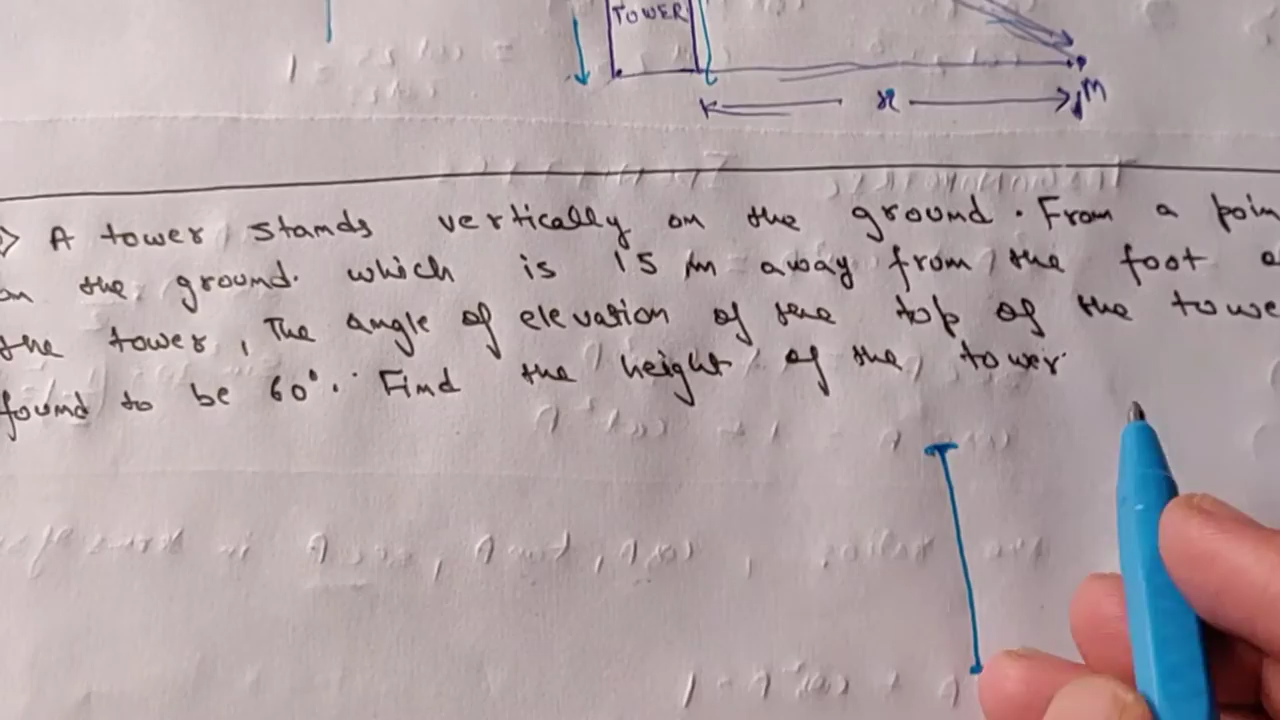 TOWER
x
M
> A tower stands vertically on the ground. From a poin
on the ground. which is 15 m away from the foot o
the tower, The angle of elevation of the top of the towe
found to be 60°. Find the height of the tower